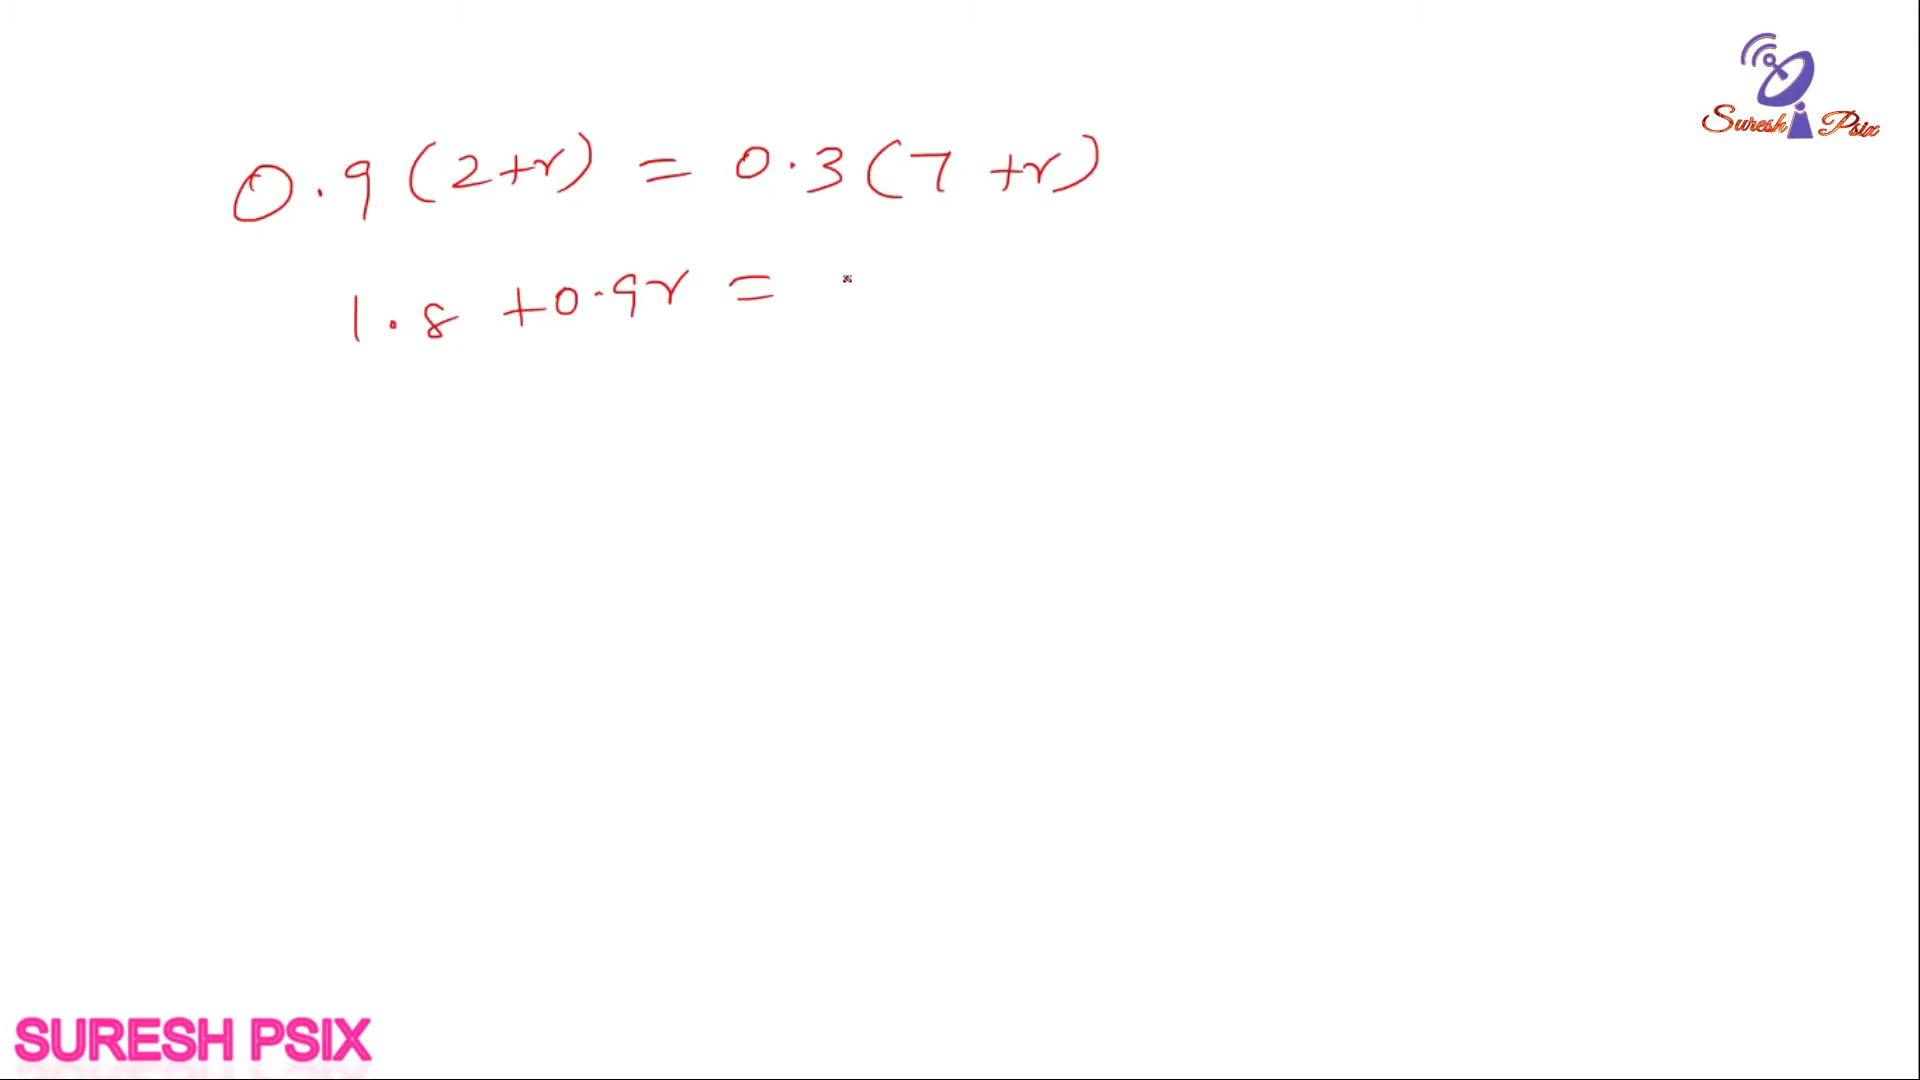 Suresh Psix
0.9 (2+r) = 0.3 (7 +r)
1.8 +0.9r =
SURESH PSIX